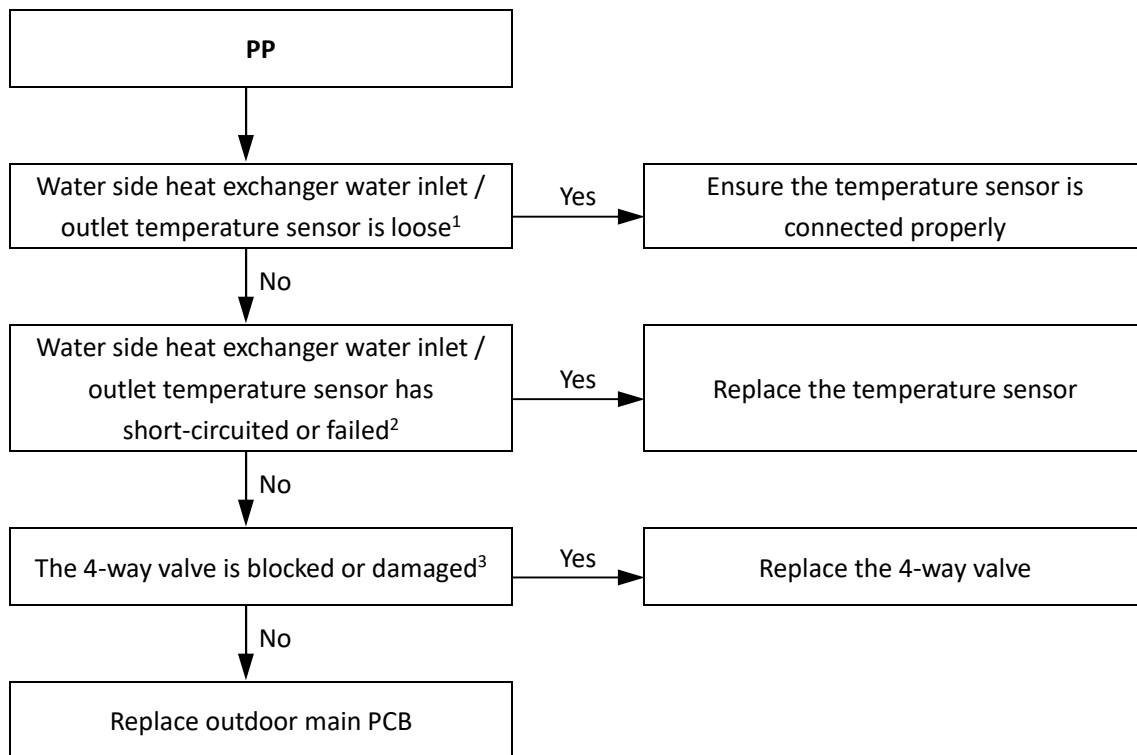 PP
Water side heat exchanger water inlet /
outlet temperature sensor is loose¹
Yes
Ensure the temperature sensor is
connected properly
No
Water side heat exchanger water inlet /
outlet temperature sensor has
short-circuited or failed²
Yes
Replace the temperature sensor
No
The 4-way valve is blocked or damaged³
Yes
Replace the 4-way valve
No
Replace outdoor main PCB